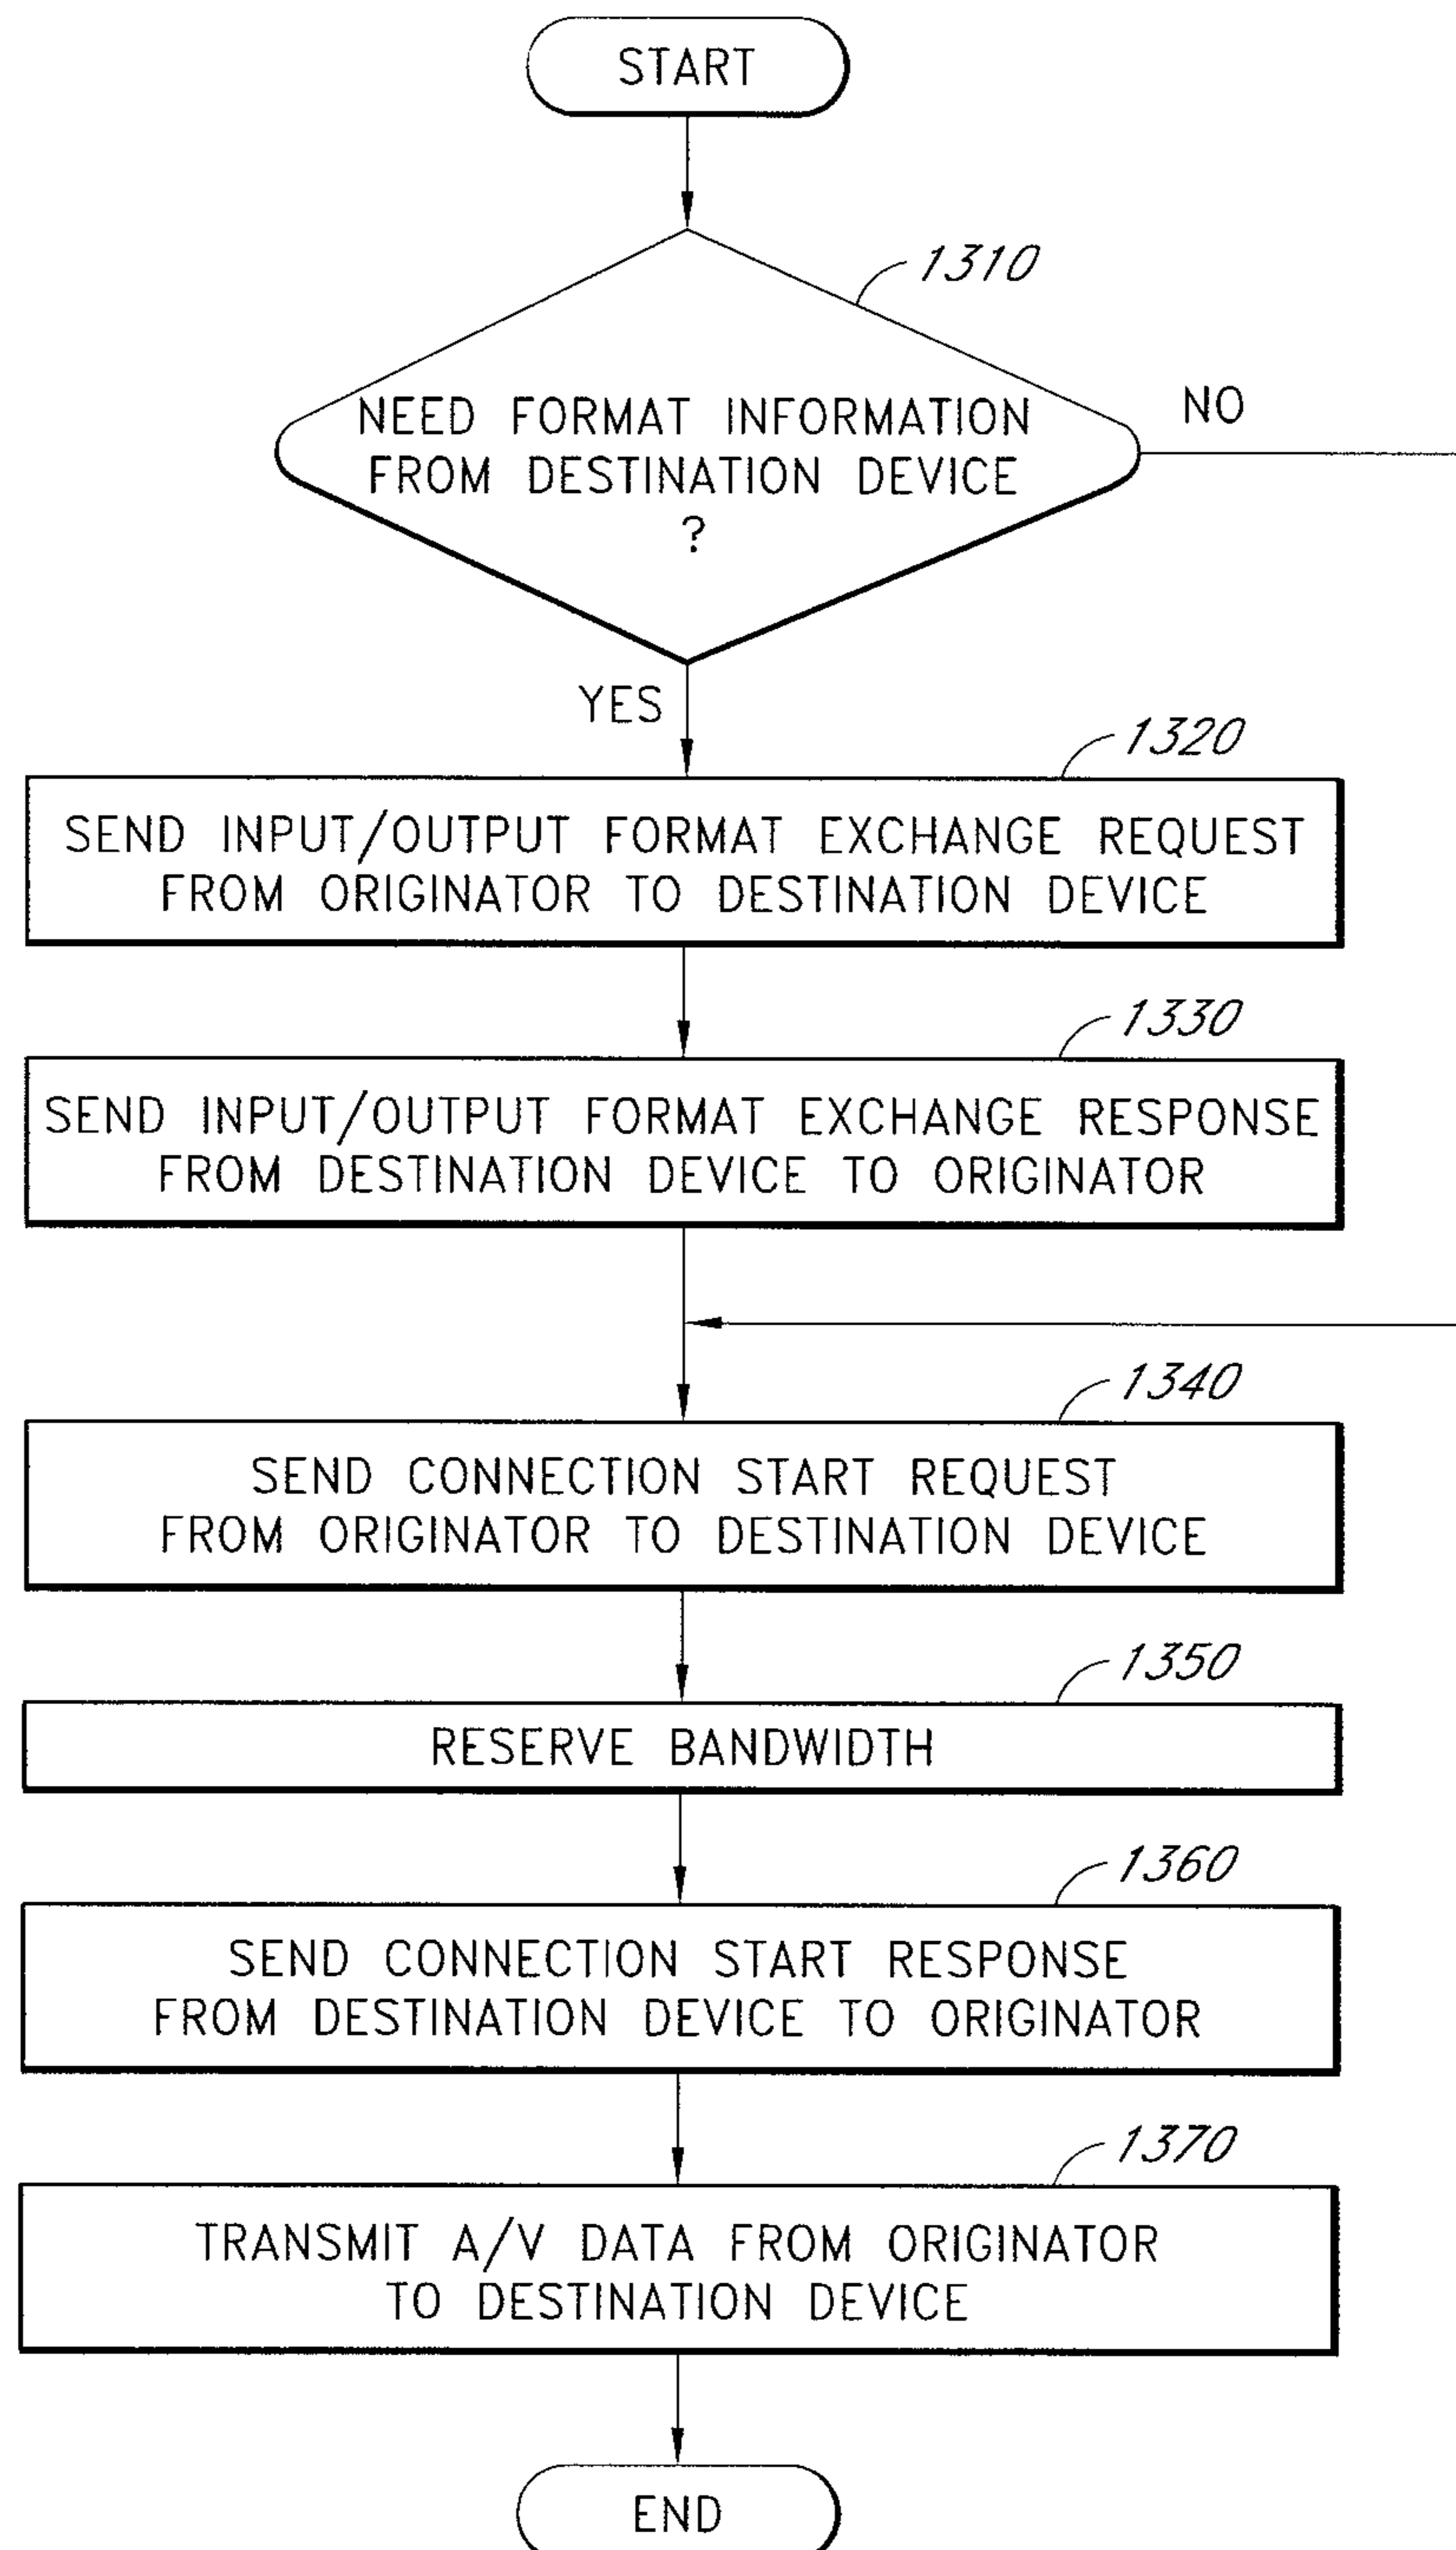 START
1310
NEED FORMAT INFORMATION
FROM DESTINATION DEVICE
?
NO
YES
1320
SEND INPUT/OUTPUT FORMAT EXCHANGE REQUEST
FROM ORIGINATOR TO DESTINATION DEVICE
1330
SEND INPUT/OUTPUT FORMAT EXCHANGE RESPONSE
FROM DESTINATION DEVICE TO ORIGINATOR
1340
SEND CONNECTION START REQUEST
FROM ORIGINATOR TO DESTINATION DEVICE
1350
RESERVE BANDWIDTH
1360
SEND CONNECTION START RESPONSE
FROM DESTINATION DEVICE TO ORIGINATOR
1370
TRANSMIT A/V DATA FROM ORIGINATOR
TO DESTINATION DEVICE
END